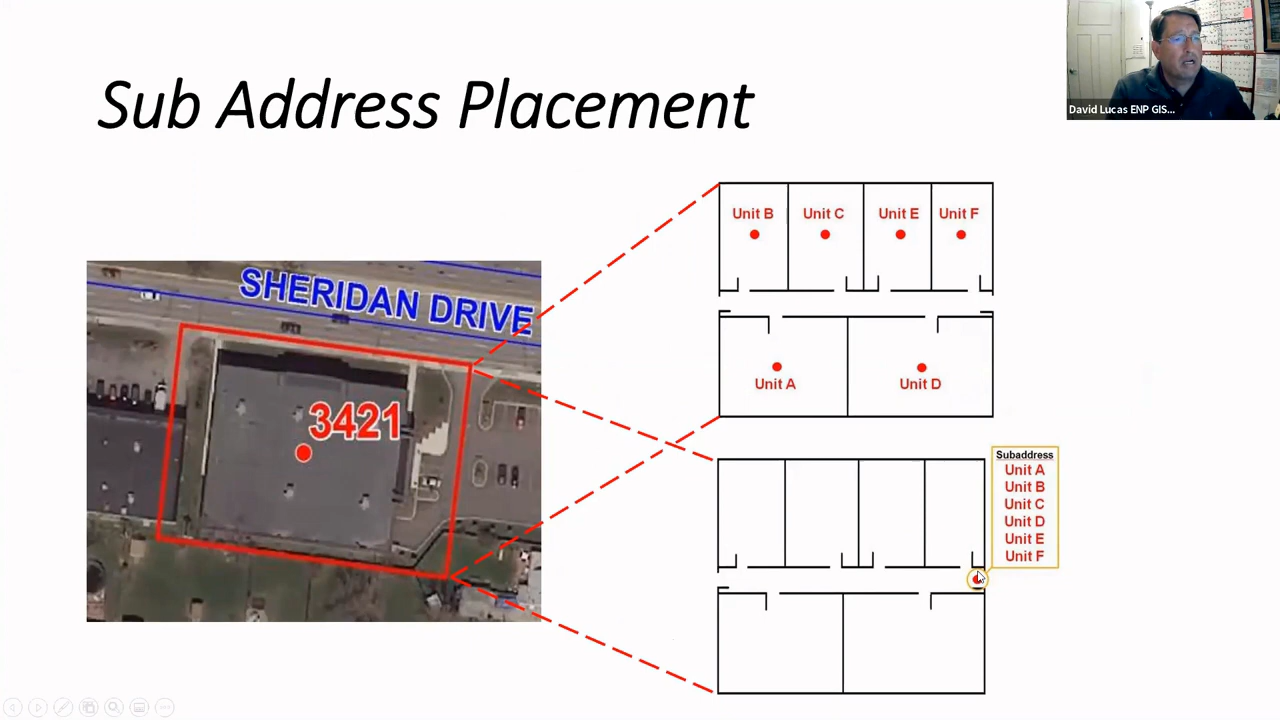 David Lucas ENP GIS...
Sub Address Placement
SHERIDAN DRIVE
3421
Unit B
Unit C
Unit E
Unit F
Unit A
Unit D
Subaddress
Unit A
Unit B
Unit C
Unit D
Unit E
Unit F